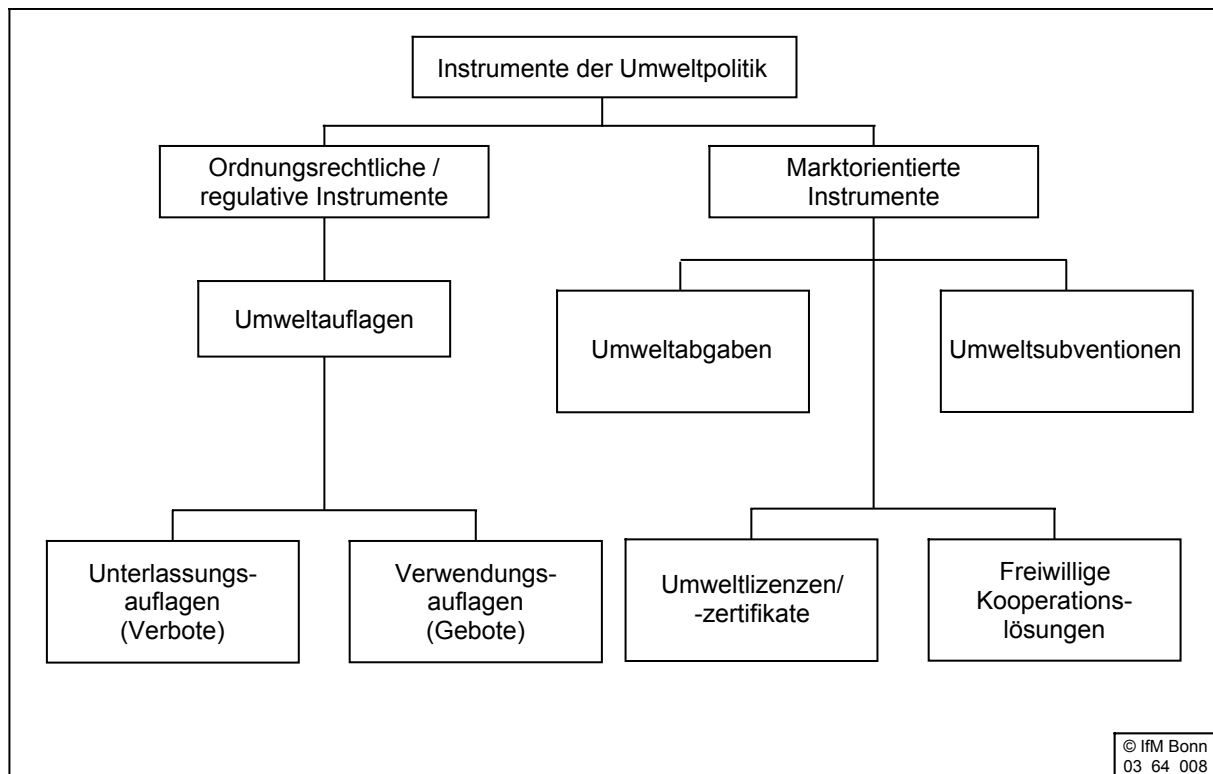 Instrumente der Umweltpolitik
Ordnungsrechtliche /
regulative Instrumente
Marktorientierte
Instrumente
Umweltauflagen
Umweltabgaben
Umweltsubventionen
Unterlassungs-
auflagen
(Verbote)
Verwendungs-
auflagen
(Gebote)
Umweltlizenzen/
-zertifikate
Freiwillige
Kooperations-
lösungen
© IfM Bonn
03 64 008